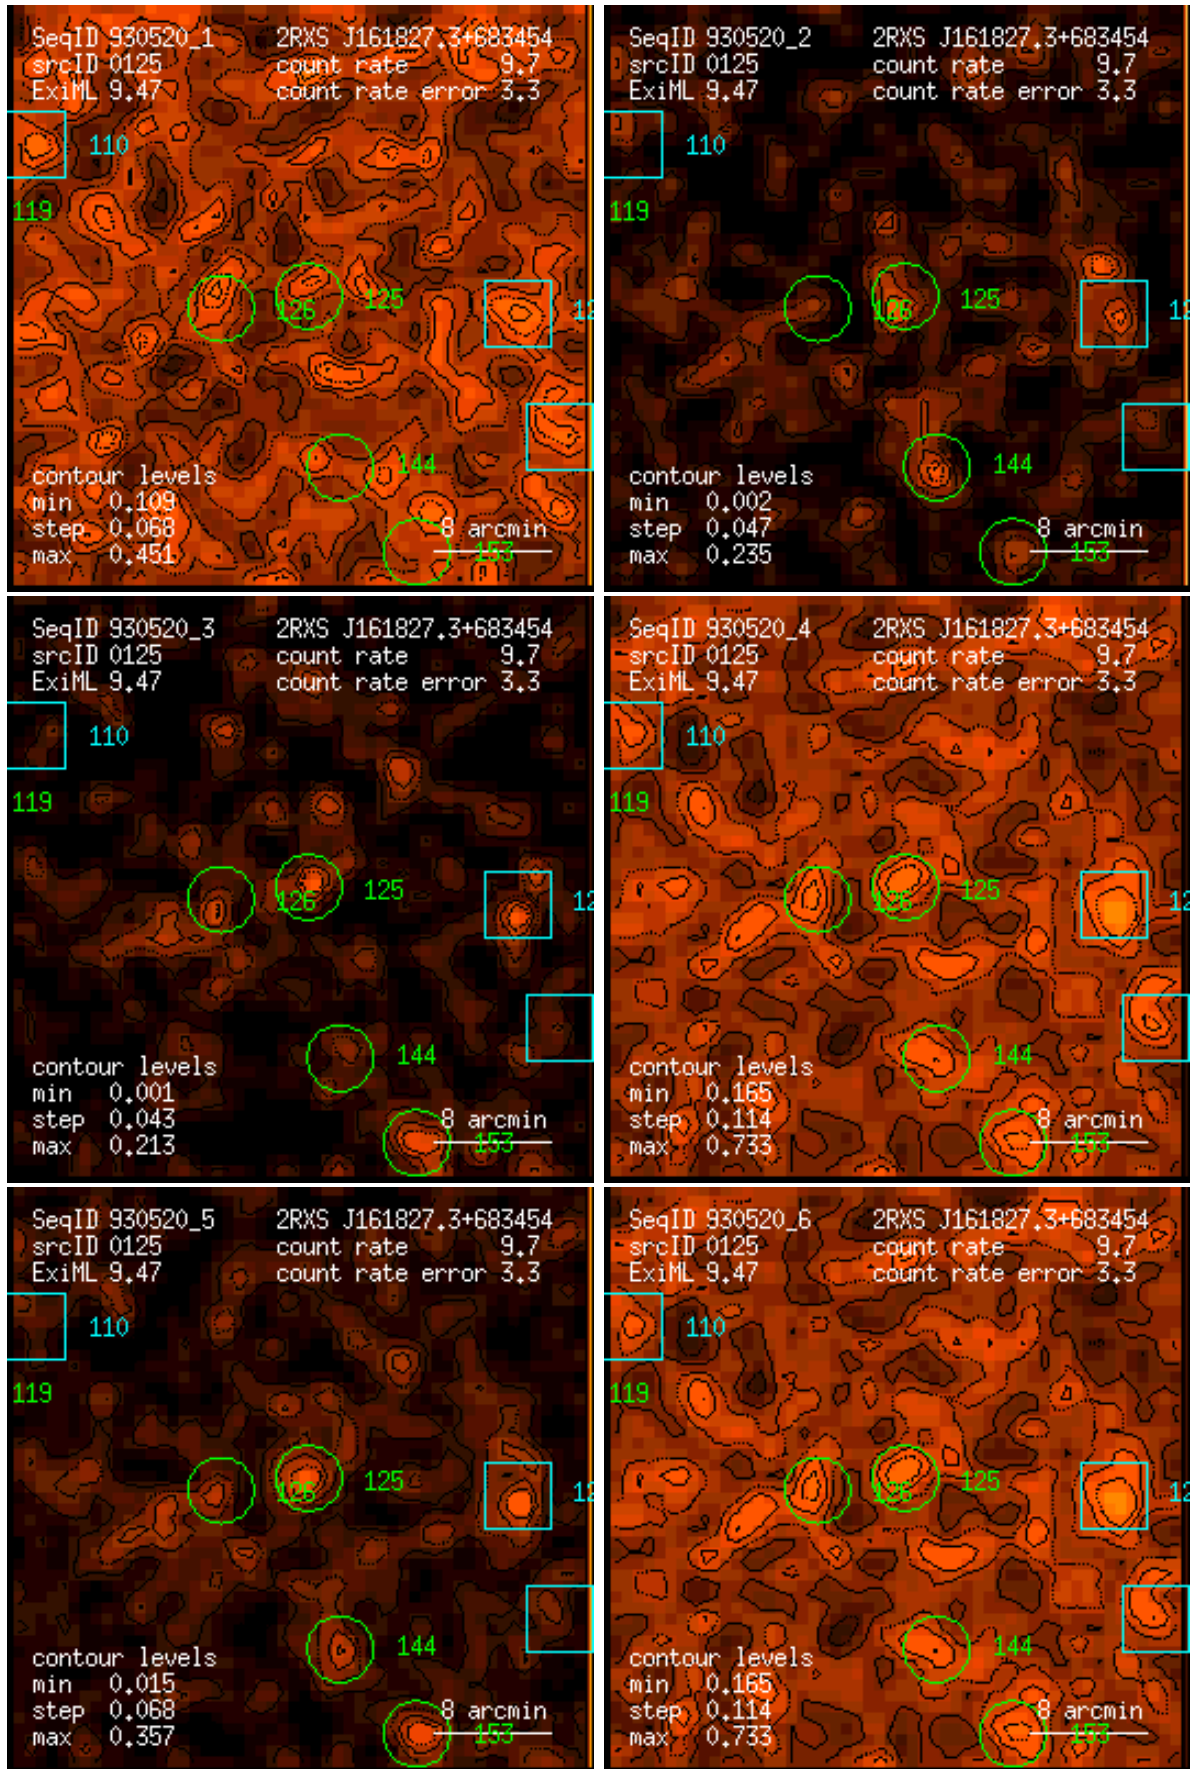 SeqID 930520_1 2RXS J161827.3+683454
srcID 0125 count rate 9.7
ExiML 9.47 count rate error 3.3
110
119
126 125 12
144
contour levels
min 0.109
step 0.068 8 arcmin
max 0.451 153
SeqID 930520_2 2RXS J161827.3+683454
srcID 0125 count rate 9.7
ExiML 9.47 count rate error 3.3
110
119
126 125 12
144
contour levels
min 0.002
step 0.047 8 arcmin
max 0.235 153
SeqID 930520_3 2RXS J161827.3+683454
srcID 0125 count rate 9.7
ExiML 9.47 count rate error 3.3
110
119
126 125 12
144
contour levels
min 0.001
step 0.043 8 arcmin
max 0.213 153
SeqID 930520_4 2RXS J161827.3+683454
srcID 0125 count rate 9.7
ExiML 9.47 count rate error 3.3
110
119
126 125 12
144
contour levels
min 0.165
step 0.114 8 arcmin
max 0.733 153
SeqID 930520_5 2RXS J161827.3+683454
srcID 0125 count rate 9.7
ExiML 9.47 count rate error 3.3
110
119
126 125 12
144
contour levels
min 0.015
step 0.068 8 arcmin
max 0.357 153
SeqID 930520_6 2RXS J161827.3+683454
srcID 0125 count rate 9.7
ExiML 9.47 count rate error 3.3
110
119
126 125 12
144
contour levels
min 0.165
step 0.114 8 arcmin
max 0.733 153